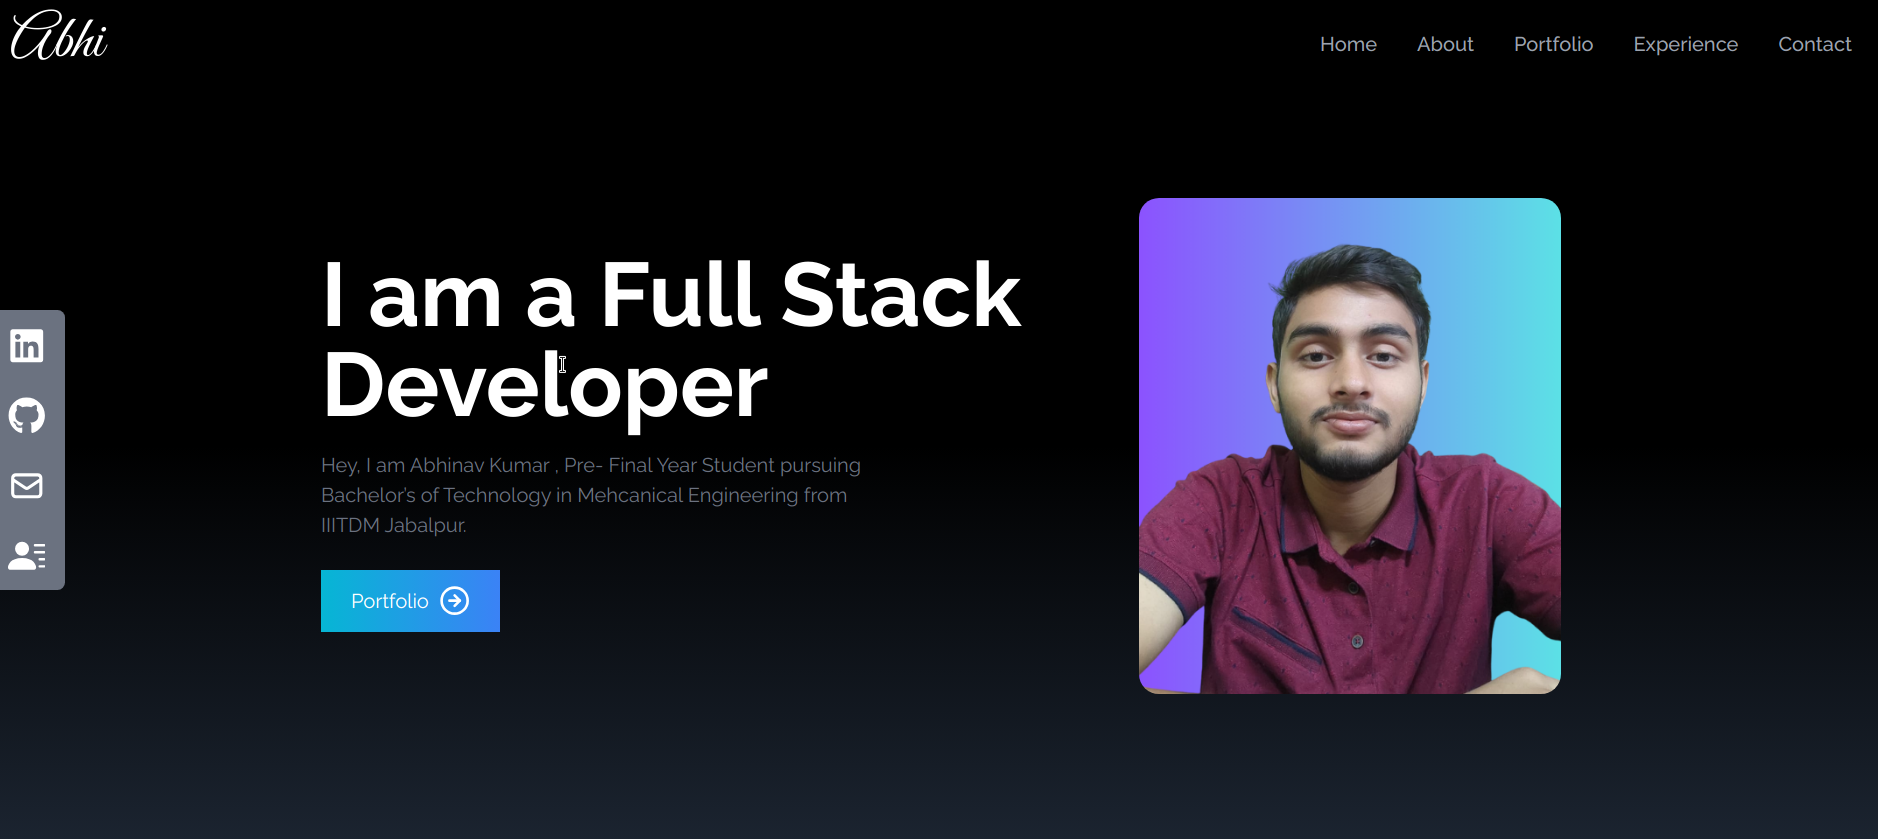 Abhi
Home About Portfolio Experience Contact
I am a Full Stack
Developer
Hey, I am Abhinav Kumar , Pre- Final Year Student pursuing
Bachelor's of Technology in Mehcanical Engineering from
IIITDM Jabalpur.
Portfolio
in